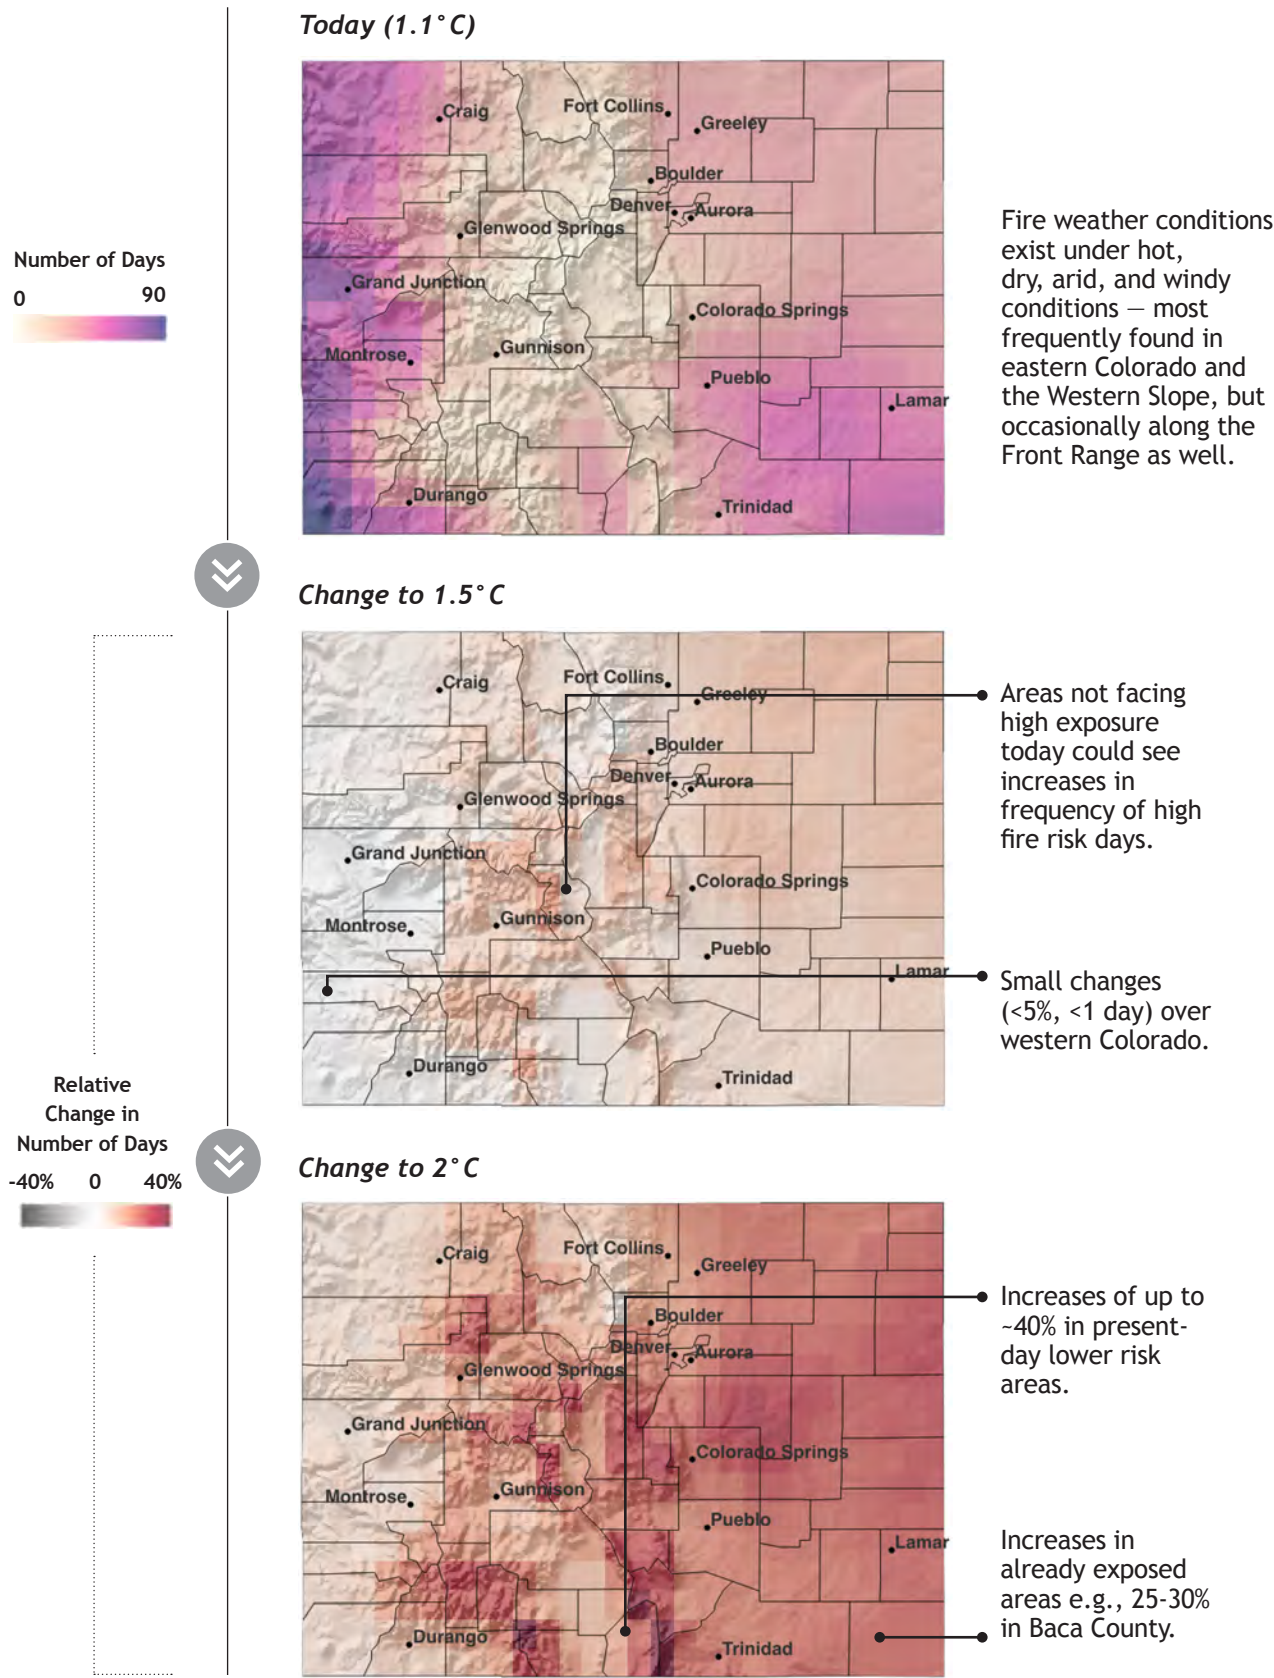 Today (1.1°C)
Craig
Fort Collins
Greeley
Boulder
Denver
Aurora
Glenwood Springs
Grand Junction
Colorado Springs
Montrose
Gunnison
Pueblo
Lamar
Durango
Trinidad
Number of Days
0 90
Fire weather conditions
exist under hot,
dry, arid, and windy
conditions — most
frequently found in
eastern Colorado and
the Western Slope, but
occasionally along the
Front Range as well.
Change to 1.5°C
Craig
Fort Collins
Greeley
Boulder
Denver
Aurora
Glenwood Springs
Grand Junction
Colorado Springs
Montrose
Gunnison
Pueblo
Lamar
Durango
Trinidad
Areas not facing
high exposure
today could see
increases in
frequency of high
fire risk days.
Small changes
(<5%, <1 day) over
western Colorado.
Relative
Change in
Number of Days
-40% 0 40%
Change to 2°C
Craig
Fort Collins
Greeley
Boulder
Denver
Aurora
Glenwood Springs
Grand Junction
Colorado Springs
Montrose
Gunnison
Pueblo
Lamar
Durango
Trinidad
Increases of up to
~40% in present-
day lower risk
areas.
Increases in
already exposed
areas e.g., 25-30%
in Baca County.